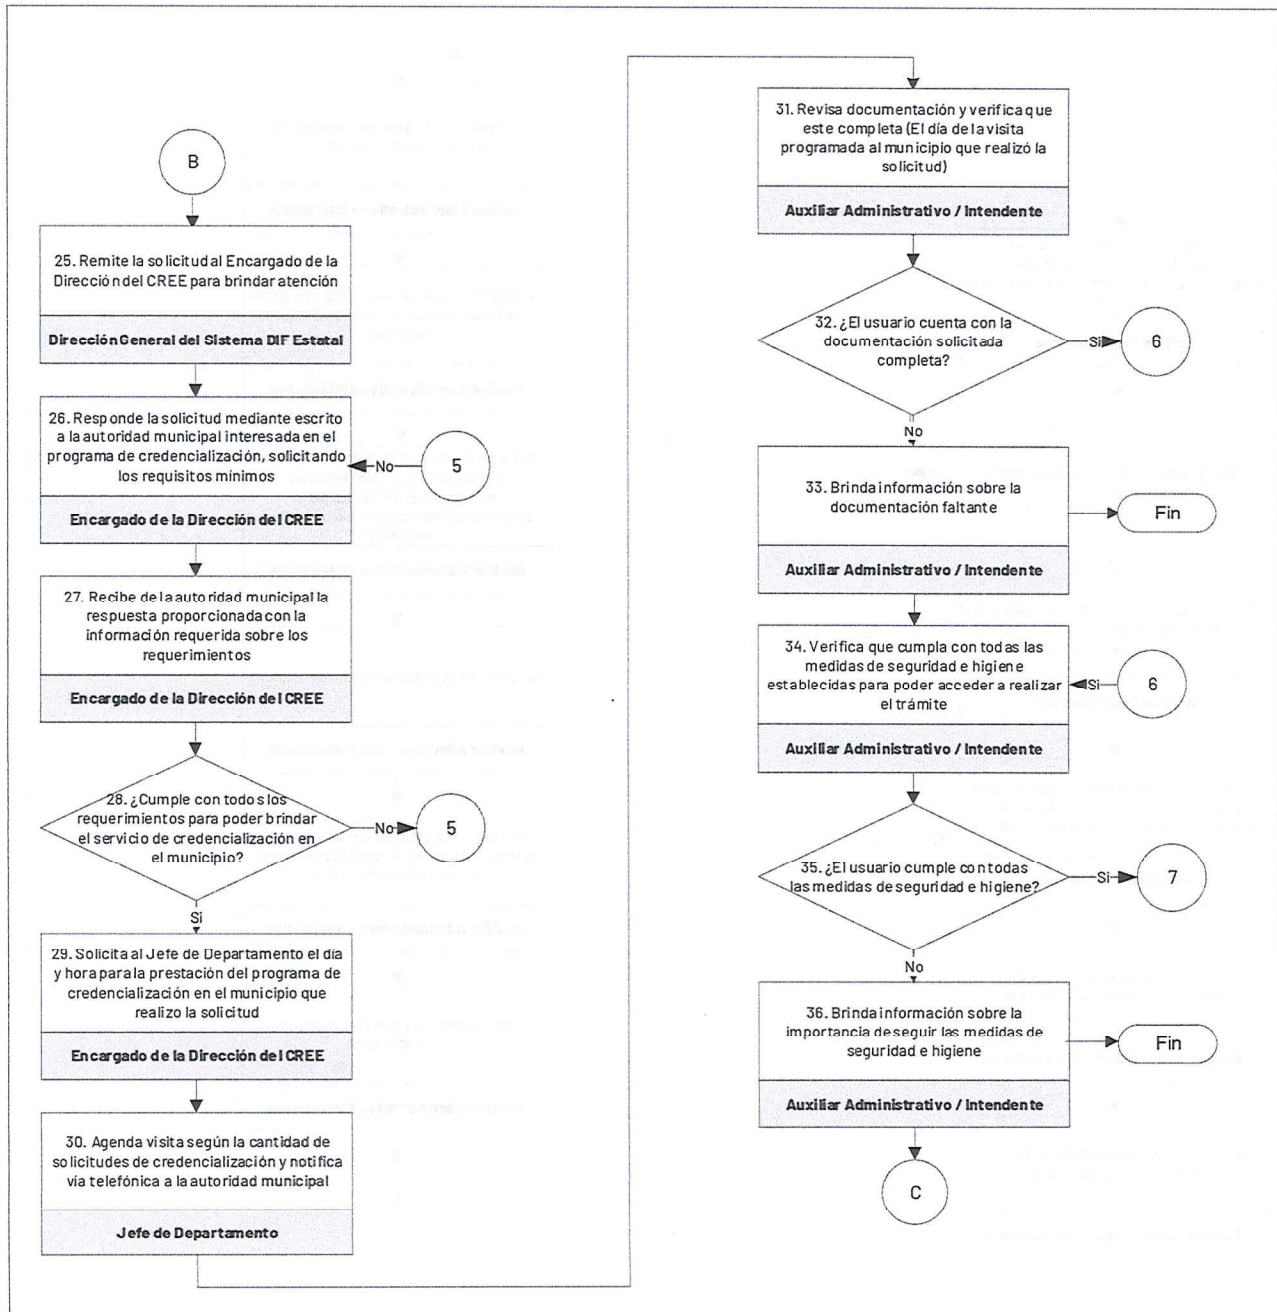 B
25. Remite la solicitud al Encargado de la
Dirección del CREE para brindar atención
Dirección General del Sistema DIF Estatal
26. Responde la solicitud mediante escrito
a la autoridad municipal interesada en el
programa de credencialización, solicitando
los requisitos mínimos
No
5
Encargado de la Dirección del CREE
27. Recibe de la autoridad municipal la
respuesta proporcionada con la
información requerida sobre los
requerimientos
Encargado de la Dirección del CREE
28. ¿Cumple con todos los
requerimientos para poder brindar
el servicio de credencialización en
el municipio?
No
5
Si
29. Solicita al Jefe de Departamento el día
y hora para la prestación del programa de
credencialización en el municipio que
realizo la solicitud
Encargado de la Dirección del CREE
30. Agenda visita según la cantidad de
solicitudes de credencialización y notifica
vía telefónica a la autoridad municipal
Jefe de Departamento
31. Revisa documentación y verifica que
este completa (El día de la visita
programada al municipio que realizó la
solicitud)
Auxiliar Administrativo / Intendente
32. ¿El usuario cuenta con la
documentación solicitada
completa?
Si
6
No
33. Brinda información sobre la
documentación faltante
Fin
Auxiliar Administrativo / Intendente
34. Verifica que cumpla con todas las
medidas de seguridad e higiene
establecidas para poder acceder a realizar
el trámite
Si
6
Auxiliar Administrativo / Intendente
35. ¿El usuario cumple con todas
las medidas de seguridad e higiene?
Si
7
No
36. Brinda información sobre la
importancia de seguir las medidas de
seguridad e higiene
Fin
Auxiliar Administrativo / Intendente
C